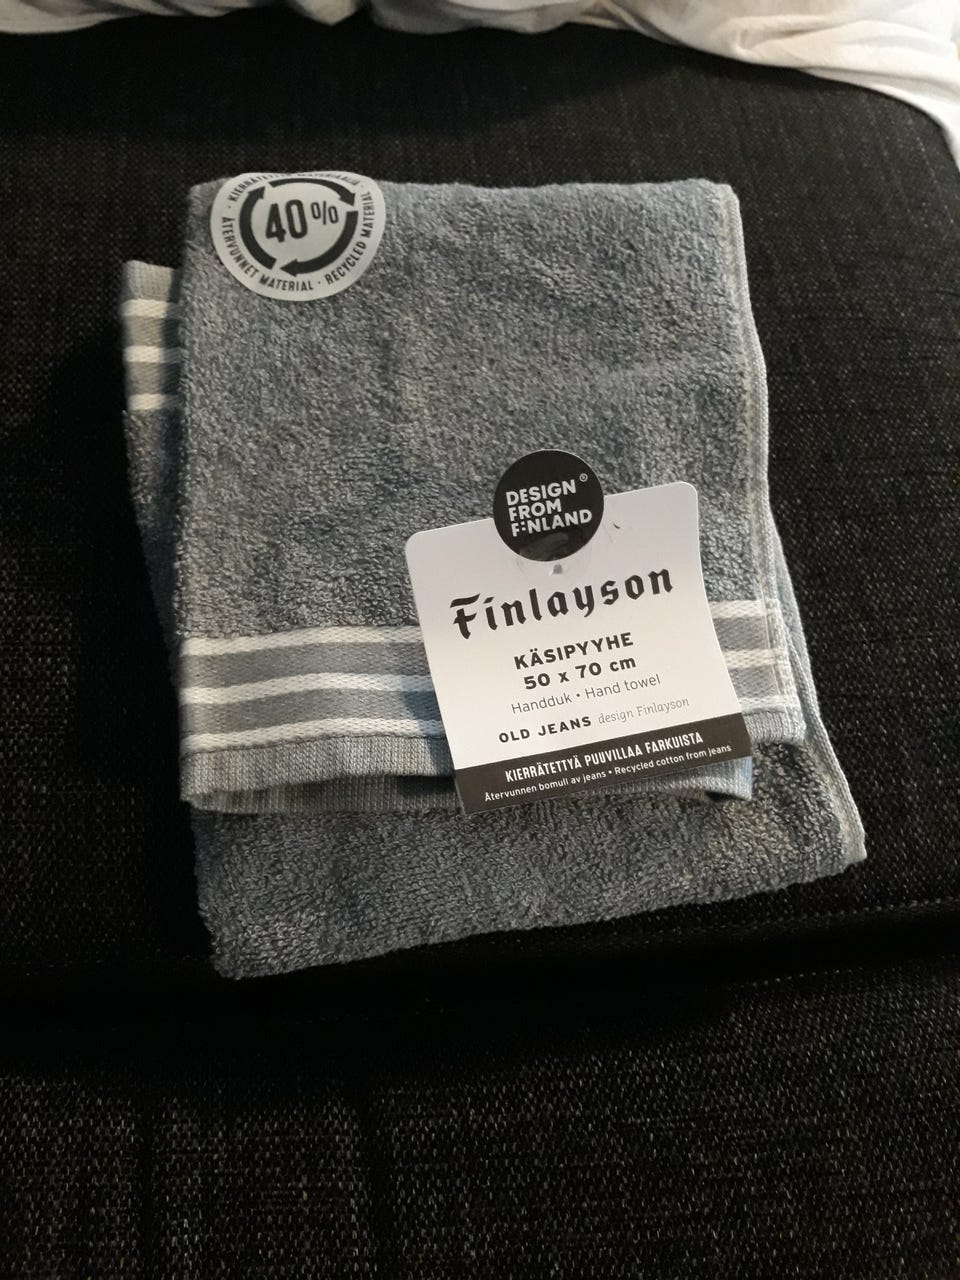 KIERRÄTETTYÄ MATERIAALIA ·
40%
ÅTERVUNNET MATERIAL · RECYCLED MATERIAL
DESIGN ®
FROM
FINLAND
Finlayson
KÄSIPYYHE
50 x 70 cm
Handduk • Hand towel
OLD JEANS design Finlayson
KIERRÄTETTYÄ PUUVILLAA FARKUISTA
Återvunnen bomull av jeans • Recycled cotton from jeans